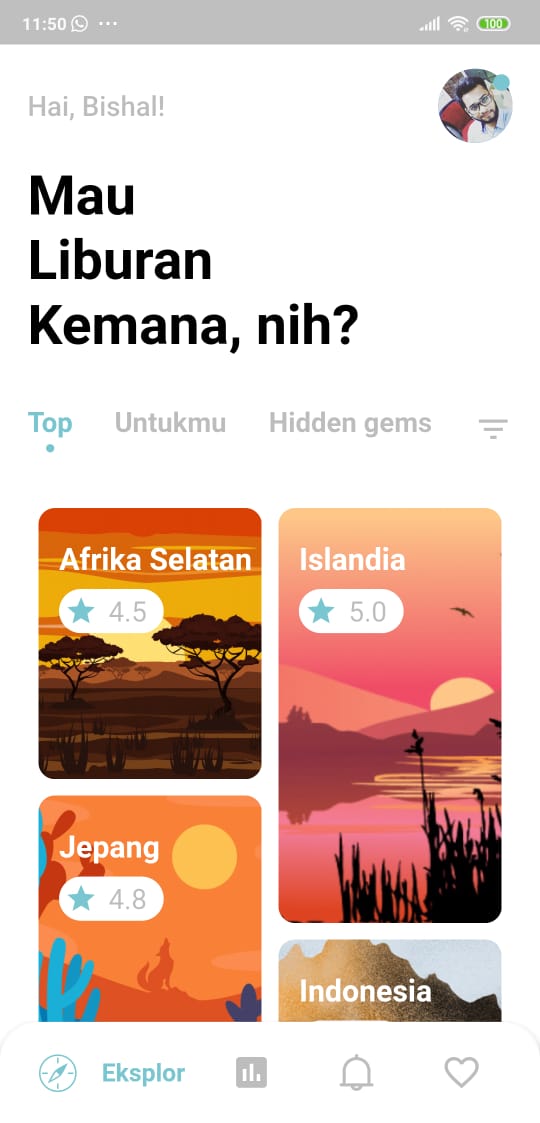 11:50
100
Hai, Bishal!
Mau
Liburan
Kemana, nih?
Top Untukmu Hidden gems
Afrika Selatan
4.5
Islandia
5.0
Jepang
4.8
Indonesia
Eksplor